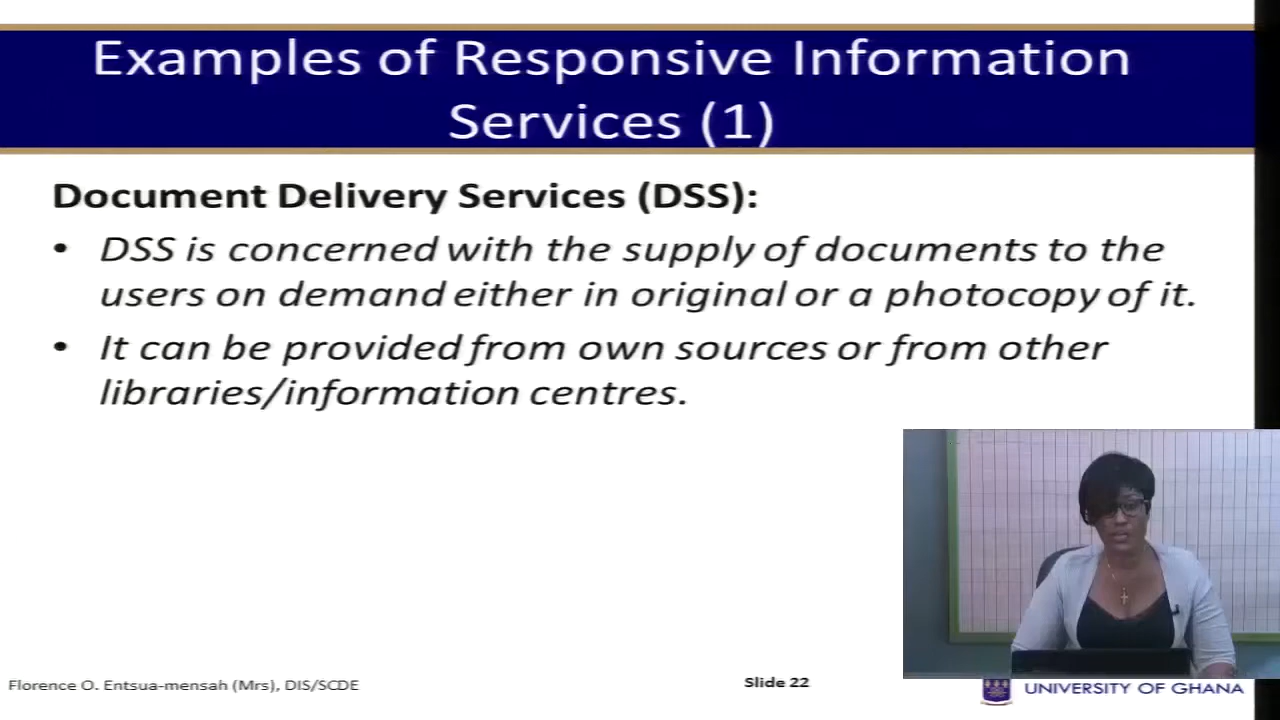 Examples of Responsive Information
Services (1)
Document Delivery Services (DSS):
• DSS is concerned with the supply of documents to the
users on demand either in original or a photocopy of it.
• It can be provided from own sources or from other
libraries/information centres.
Florence O. Entsua-mensah (Mrs), DIS/SCDE
Slide 22
UNIVERSITY OF GHANA